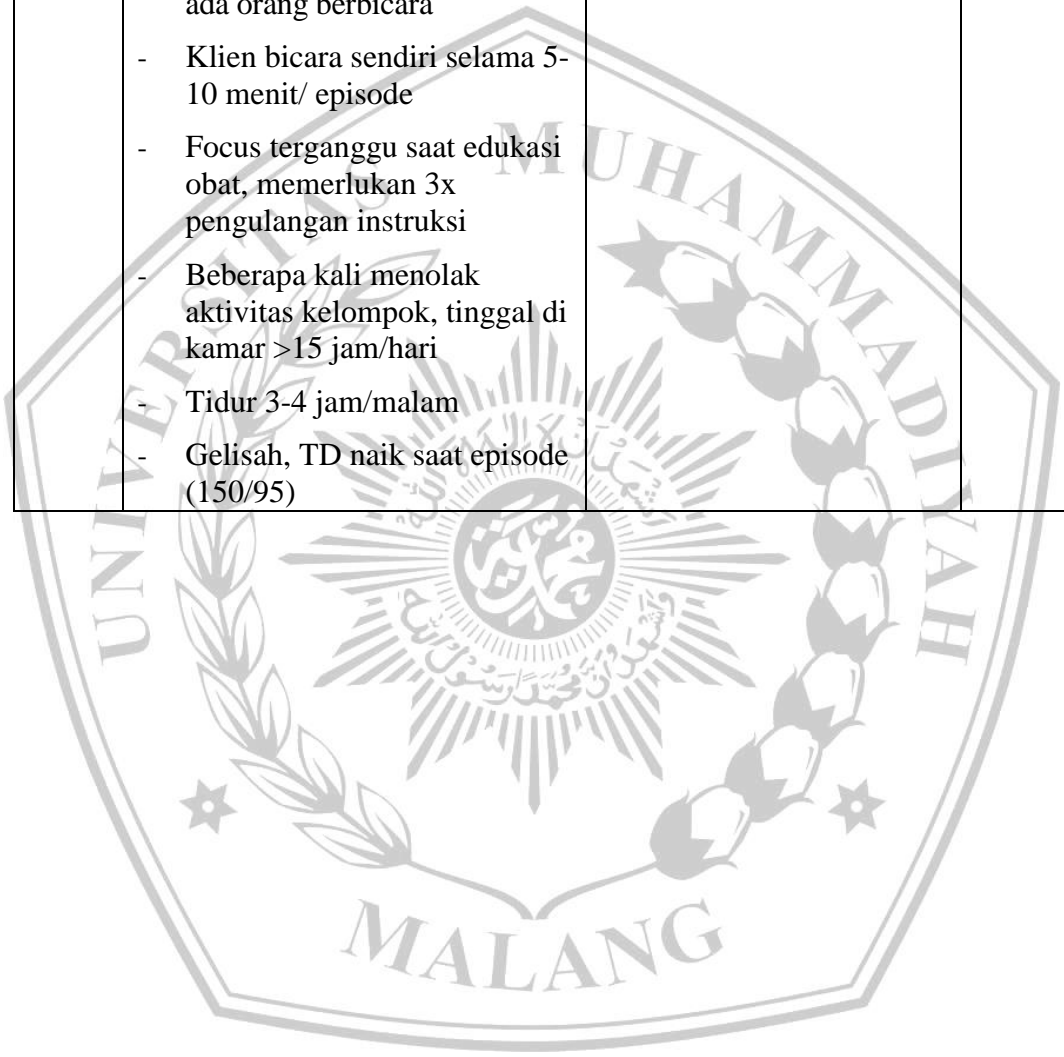 ada orang berbicara
- Klien bicara sendiri selama 5-
10 menit/ episode
- Focus terganggu saat edukasi
obat, memerlukan 3x
pengulangan instruksi
- Beberapa kali menolak
aktivitas kelompok, tinggal di
kamar >15 jam/hari
- Tidur 3-4 jam/malam
- Gelisah, TD naik saat episode
(150/95)
UNIVERSITAS MUHAMMADIYAH
MALANG